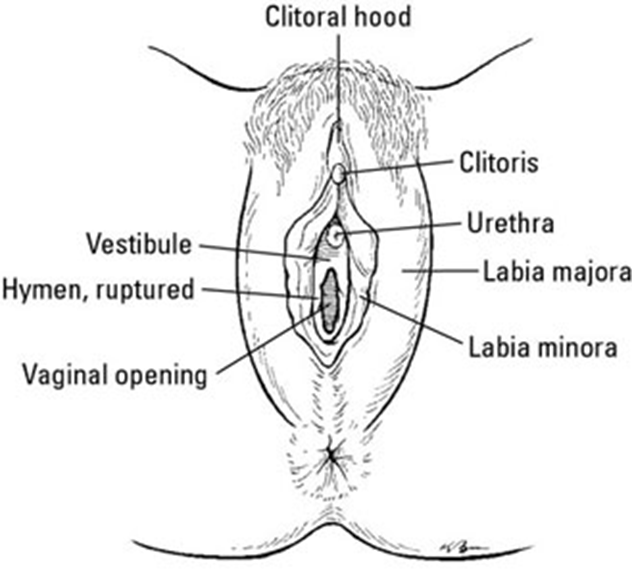 Clitoral hood
Clitoris
Urethra
Vestibule
Labia majora
Hymen, ruptured
Labia minora
Vaginal opening